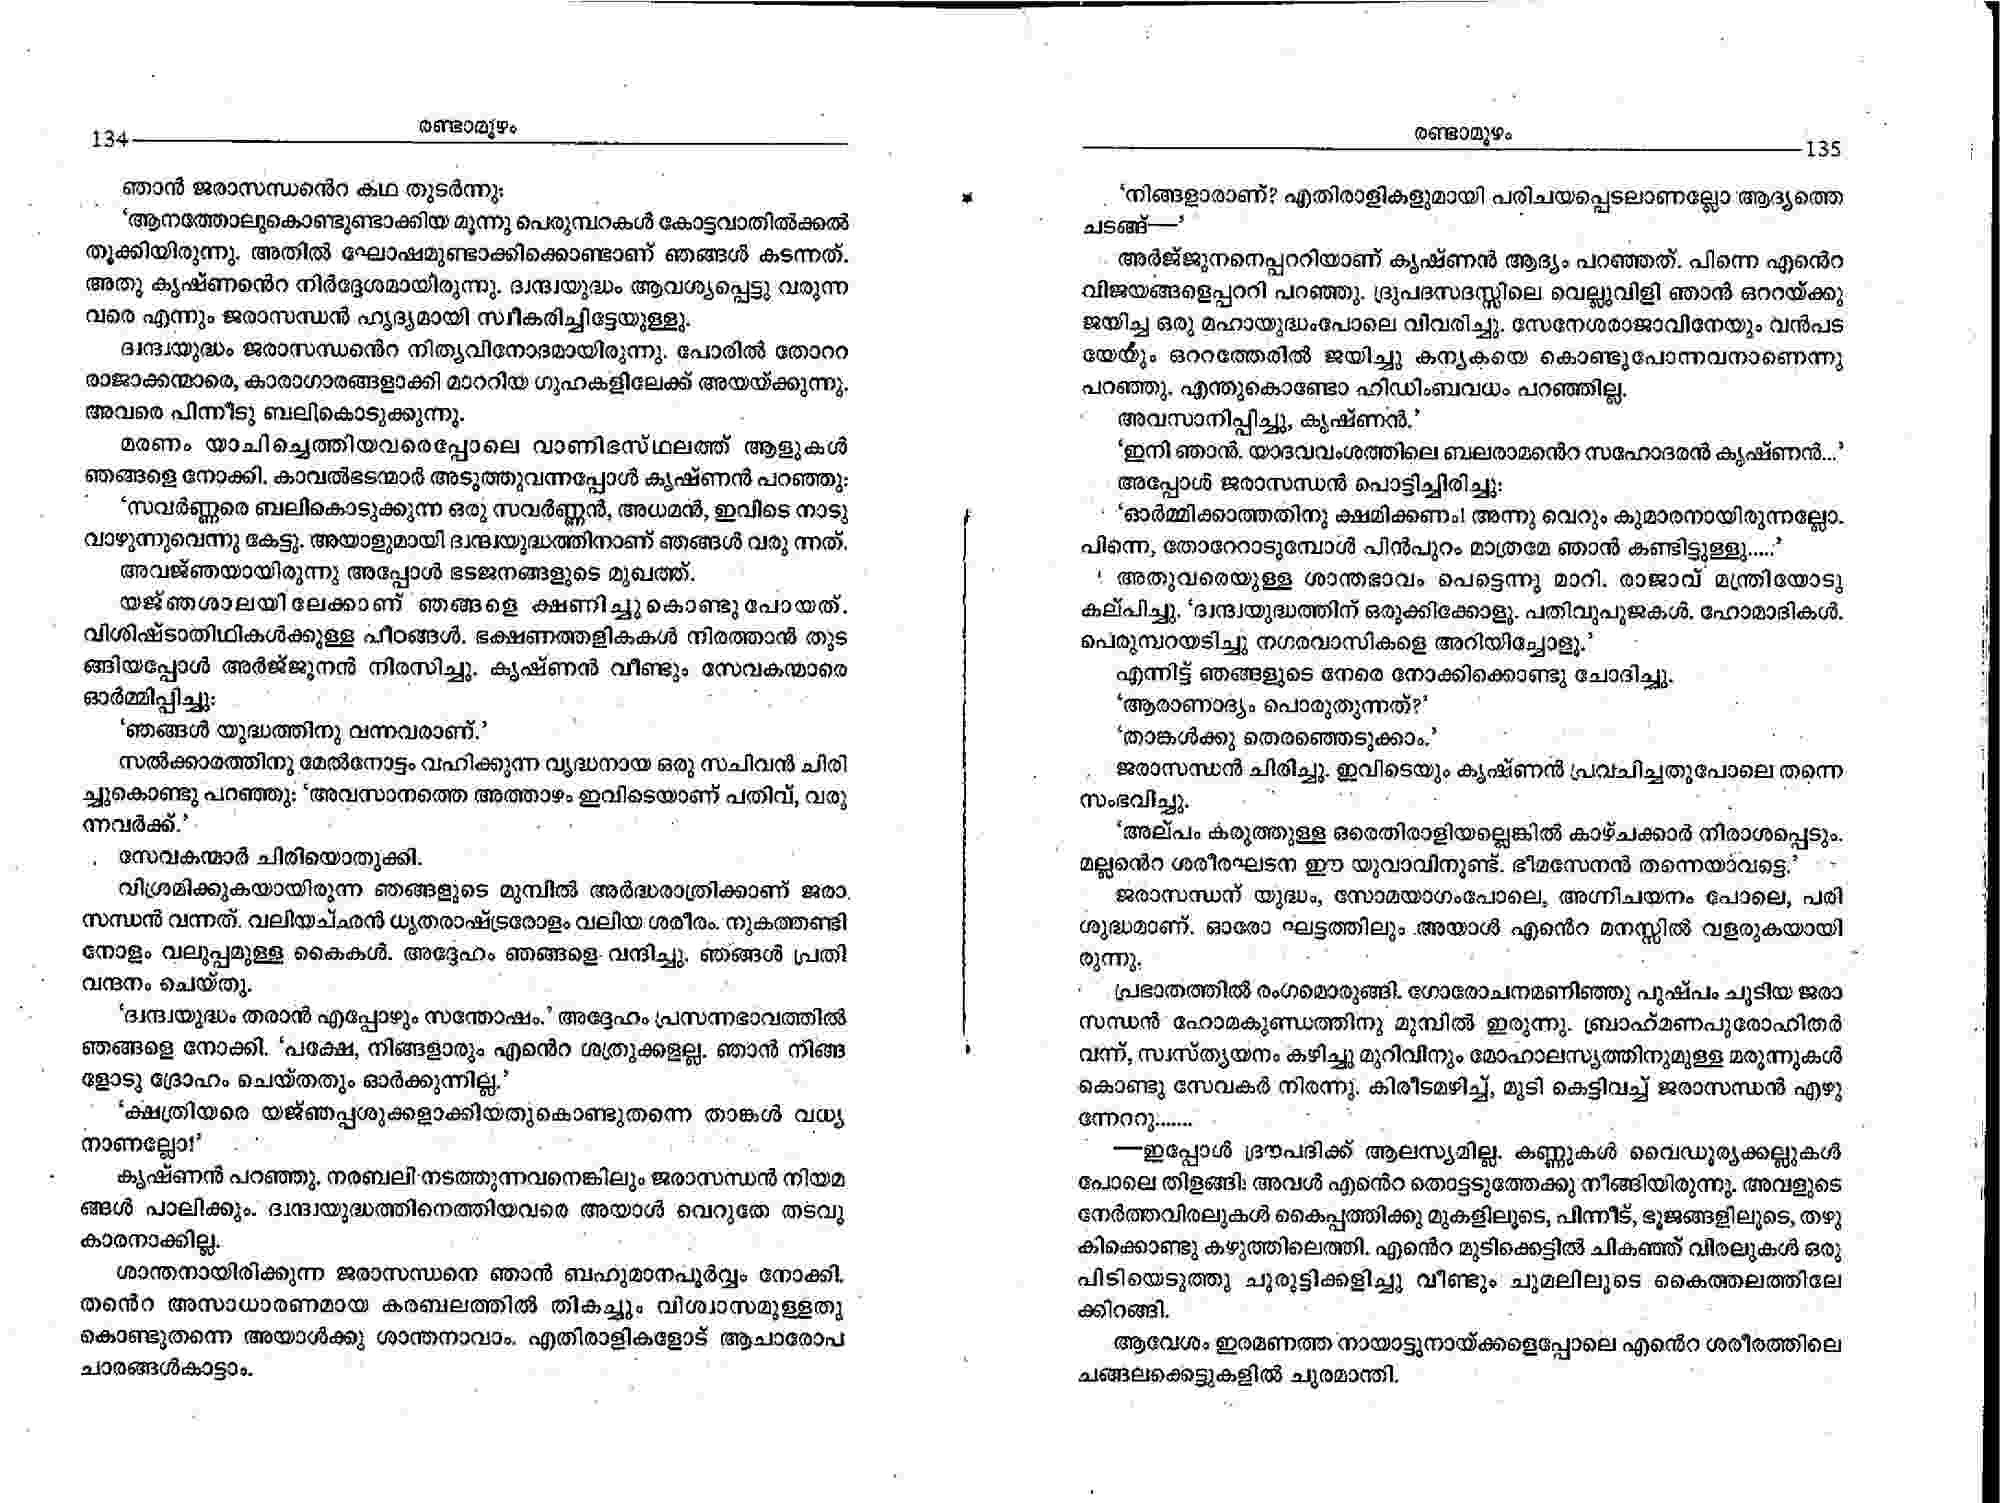 134
രണ്ടാമൂഴം
ഞാൻ ജരാസന്ധൻെറ കഥ തുടർന്നു:
‘ആനത്തോലുകൊണ്ടുണ്ടാക്കിയ മൂന്നു പെരുമ്പറകൾ കോട്ടവാതിൽക്കൽ
തൂക്കിയിരുന്നു. അതിൽ ഘോഷമുണ്ടാക്കിക്കൊണ്ടാണ് ഞങ്ങൾ കടന്നത്.
അതു കൃഷ്ണൻെറ നിർദ്ദേശമായിരുന്നു. ദ്വന്ദ്വയുദ്ധം ആവശ്യപ്പെട്ടു വരുന്ന
വരെ എന്നും ജരാസന്ധൻ ഹൃദ്യമായി സ്വീകരിച്ചിട്ടേയുള്ളു.
ദ്വന്ദ്വയുദ്ധം ജരാസന്ധൻെറ നിത്യവിനോദമായിരുന്നു. പോരിൽ തോററ
രാജാക്കന്മാരെ, കാരാഗാരങ്ങളാക്കി മാററിയ ഗുഹകളിലേക്ക് അയയ്ക്കുന്നു.
അവരെ പിന്നീടു ബലികൊടുക്കുന്നു.
മരണം യാചിച്ചെത്തിയവരെപ്പോലെ വാണിഭസ്ഥലത്ത് ആളുകൾ
ഞങ്ങളെ നോക്കി. കാവൽഭടന്മാർ അടുത്തുവന്നപ്പോൾ കൃഷ്ണൻ പറഞ്ഞു:
‘സവർണ്ണരെ ബലികൊടുക്കുന്ന ഒരു സവർണ്ണൻ, അധമൻ, ഇവിടെ നാടു
വാഴുന്നുവെന്നു കേട്ടു. അയാളുമായി ദ്വന്ദ്വയുദ്ധത്തിനാണ് ഞങ്ങൾ വരു ന്നത്.
അവജ്ഞയായിരുന്നു അപ്പോൾ ഭടജനങ്ങളുടെ മുഖത്ത്.
യജ്ഞശാലയിലേക്കാണ് ഞങ്ങളെ ക്ഷണിച്ചുകൊണ്ടുപോയത്.
വിശിഷ്ടാതിഥികൾക്കുള്ള പീഠങ്ങൾ. ഭക്ഷണത്തളികകൾ നിരത്താൻ തുട
ങ്ങിയപ്പോൾ അർജ്ജുനൻ നിരസിച്ചു. കൃഷ്ണൻ വീണ്ടും സേവകന്മാരെ
ഓർമ്മിപ്പിച്ചു:
‘ഞങ്ങൾ യുദ്ധത്തിനു വന്നവരാണ്.’
സൽക്കാരത്തിനു മേൽനോട്ടം വഹിക്കുന്ന വൃദ്ധനായ ഒരു സചിവൻ ചിരി
ച്ചുകൊണ്ടു പറഞ്ഞു: ‘അവസാനത്തെ അത്താഴം ഇവിടെയാണ് പതിവ്, വരു
ന്നവർക്ക്.’
സേവകന്മാർ ചിരിയൊതുക്കി.
വിശ്രമിക്കുകയായിരുന്ന ഞങ്ങളുടെ മുമ്പിൽ അർദ്ധരാത്രിക്കാണ് ജരാ
സന്ധൻ വന്നത്. വലിയച്ഛൻ ധൃതരാഷ്ട്രരോളം വലിയ ശരീരം. നുകത്തണ്ടി
നോളം വലുപ്പമുള്ള കൈകൾ. അദ്ദേഹം ഞങ്ങളെ വന്ദിച്ചു. ഞങ്ങൾ പ്രതി
വന്ദനം ചെയ്തു.
‘ദ്വന്ദ്വയുദ്ധം തരാൻ എപ്പോഴും സന്തോഷം.’ അദ്ദേഹം പ്രസന്നഭാവത്തിൽ
ഞങ്ങളെ നോക്കി. ‘പക്ഷേ, നിങ്ങളാരും എൻെറ ശത്രുക്കളല്ല. ഞാൻ നിങ്ങ
ളോടു ദ്രോഹം ചെയ്തതും ഓർക്കുന്നില്ല.’
‘ക്ഷത്രിയരെ യജ്ഞപ്പശുക്കളാക്കിയതുകൊണ്ടുതന്നെ താങ്കൾ വധ്യ
നാണല്ലോ!’
കൃഷ്ണൻ പറഞ്ഞു. നരബലി നടത്തുന്നവനെങ്കിലും ജരാസന്ധൻ നിയമ
ങ്ങൾ പാലിക്കും. ദ്വന്ദ്വയുദ്ധത്തിനെത്തിയവരെ അയാൾ വെറുതേ തടവു
കാരനാക്കില്ല.
ശാന്തനായിരിക്കുന്ന ജരാസന്ധനെ ഞാൻ ബഹുമാനപൂർവ്വം നോക്കി.
തൻെറ അസാധാരണമായ കരബലത്തിൽ തികച്ചും വിശ്വാസമുള്ളതു
കൊണ്ടുതന്നെ അയാൾക്കു ശാന്തനാവാം. എതിരാളികളോട് ആചാരോപ
ചാരങ്ങൾകാട്ടാം.
രണ്ടാമൂഴം
135
‘നിങ്ങളാരാണ്? എതിരാളികളുമായി പരിചയപ്പെടലാണല്ലോ ആദ്യത്തെ
ചടങ്ങ്—’
അർജ്ജുനനെപ്പററിയാണ് കൃഷ്ണൻ ആദ്യം പറഞ്ഞത്. പിന്നെ എൻെറ
വിജയങ്ങളെപ്പററി പറഞ്ഞു. ദ്രുപദസദസ്സിലെ വെല്ലുവിളി ഞാൻ ഒററയ്ക്കു
ജയിച്ച ഒരു മഹായുദ്ധംപോലെ വിവരിച്ചു. സേനേശരാജാവിനേയും വൻപട
യേയും ഒററത്തേരിൽ ജയിച്ചു കന്യകയെ കൊണ്ടുപോന്നവനാണെന്നു
പറഞ്ഞു. എന്തുകൊണ്ടോ ഹിഡിംബവധം പറഞ്ഞില്ല.
അവസാനിപ്പിച്ചു, കൃഷ്ണൻ.’
‘ഇനി ഞാൻ. യാദവവംശത്തിലെ ബലരാമൻെറ സഹോദരൻ കൃഷ്ണൻ...’
അപ്പോൾ ജരാസന്ധൻ പൊട്ടിച്ചിരിച്ചു:
‘ഓർമ്മിക്കാത്തതിനു ക്ഷമിക്കണം! അന്നു വെറും കുമാരനായിരുന്നല്ലോ.
പിന്നെ, തോറേറാടുമ്പോൾ പിൻപുറം മാത്രമേ ഞാൻ കണ്ടിട്ടുള്ളു.....’
അതുവരെയുള്ള ശാന്തഭാവം പെട്ടെന്നു മാറി. രാജാവ് മന്ത്രിയോടു
കല്പിച്ചു. ‘ദ്വന്ദ്വയുദ്ധത്തിന് ഒരുക്കിക്കോളൂ. പതിവുപൂജകൾ. ഹോമാദികൾ.
പെരുമ്പറയടിച്ചു നഗരവാസികളെ അറിയിച്ചോളൂ.’
എന്നിട്ട് ഞങ്ങളുടെ നേരെ നോക്കിക്കൊണ്ടു ചോദിച്ചു.
‘ആരാണാദ്യം പൊരുതുന്നത്?’
‘താങ്കൾക്കു തെരഞ്ഞെടുക്കാം.’
ജരാസന്ധൻ ചിരിച്ചു. ഇവിടെയും കൃഷ്ണൻ പ്രവചിച്ചതുപോലെ തന്നെ
സംഭവിച്ചു.
‘അല്പം കരുത്തുള്ള ഒരെതിരാളിയല്ലെങ്കിൽ കാഴ്ചക്കാർ നിരാശപ്പെടും.
മല്ലൻെറ ശരീരഘടന ഈ യുവാവിനുണ്ട്. ഭീമസേനൻ തന്നെയാവട്ടെ.’
ജരാസന്ധന് യുദ്ധം, സോമയാഗംപോലെ, അഗ്നിചയനം പോലെ, പരി
ശുദ്ധമാണ്. ഓരോ ഘട്ടത്തിലും അയാൾ എൻെറ മനസ്സിൽ വളരുകയായി
രുന്നു.
പ്രഭാതത്തിൽ രംഗമൊരുങ്ങി. ഗോരോചനമണിഞ്ഞു പുഷ്പം ചൂടിയ ജരാ
സന്ധൻ ഹോമകുണ്ഡത്തിനു മുമ്പിൽ ഇരുന്നു. ബ്രാഹ്മണപുരോഹിതർ
വന്ന്, സ്വസ്ത്യയനം കഴിച്ചു മുറിവിനും മോഹാലസ്യത്തിനുമുള്ള മരുന്നുകൾ
കൊണ്ടു സേവകർ നിരന്നു. കിരീടമഴിച്ച്, മുടി കെട്ടിവച്ച് ജരാസന്ധൻ എഴു
ന്നേററു.......
—ഇപ്പോൾ ദ്രൗപദിക്ക് ആലസ്യമില്ല. കണ്ണുകൾ വൈഡൂര്യക്കല്ലുകൾ
പോലെ തിളങ്ങി: അവൾ എൻെറ തൊട്ടടുത്തേക്കു നീങ്ങിയിരുന്നു. അവളുടെ
നേർത്തവിരലുകൾ കൈപ്പത്തിക്കു മുകളിലൂടെ, പിന്നീട്, ഭുജങ്ങളിലൂടെ, തഴു
കിക്കൊണ്ടു കഴുത്തിലെത്തി. എൻെറ മുടിക്കെട്ടിൽ ചികഞ്ഞ് വിരലുകൾ ഒരു
പിടിയെടുത്തു ചുരുട്ടിക്കളിച്ചു വീണ്ടും ചുമലിലൂടെ കൈത്തലത്തിലേ
ക്കിറങ്ങി.
ആവേശം ഇരമണത്ത നായാട്ടുനായ്ക്കളെപ്പോലെ എൻെറ ശരീരത്തിലെ
ചങ്ങലക്കെട്ടുകളിൽ ചുരമാന്തി.